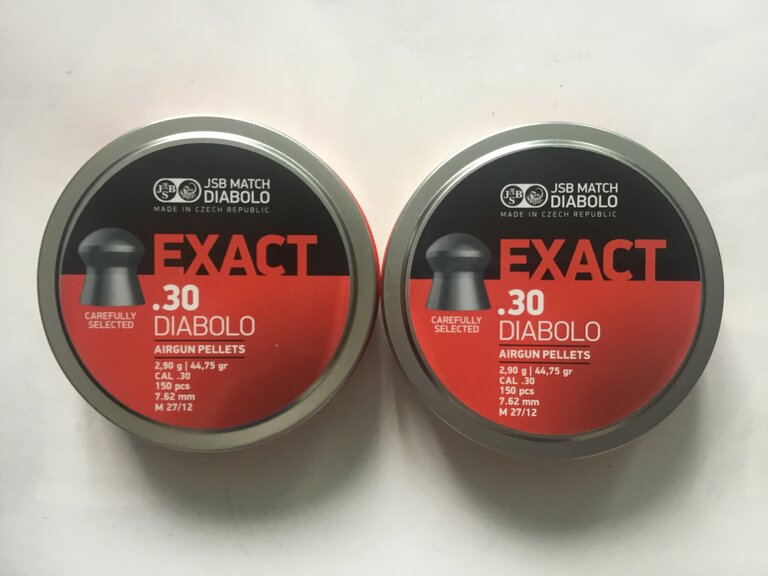 JSB
JSB MATCH
DIABOLO
MADE IN CZECH REPUBLIC
EXACT
.30
CAREFULLY
SELECTED
DIABOLO
AIRGUN PELLETS
2,90 g | 44,75 gr
CAL .30
150 pcs
7.62 mm
M 27/12
JSB
JSB MATCH
DIABOLO
MADE IN CZECH REPUBLIC
EXACT
.30
CAREFULLY
SELECTED
DIABOLO
AIRGUN PELLETS
2,90 g | 44,75 gr
CAL .30
150 pcs
7.62 mm
M 27/12